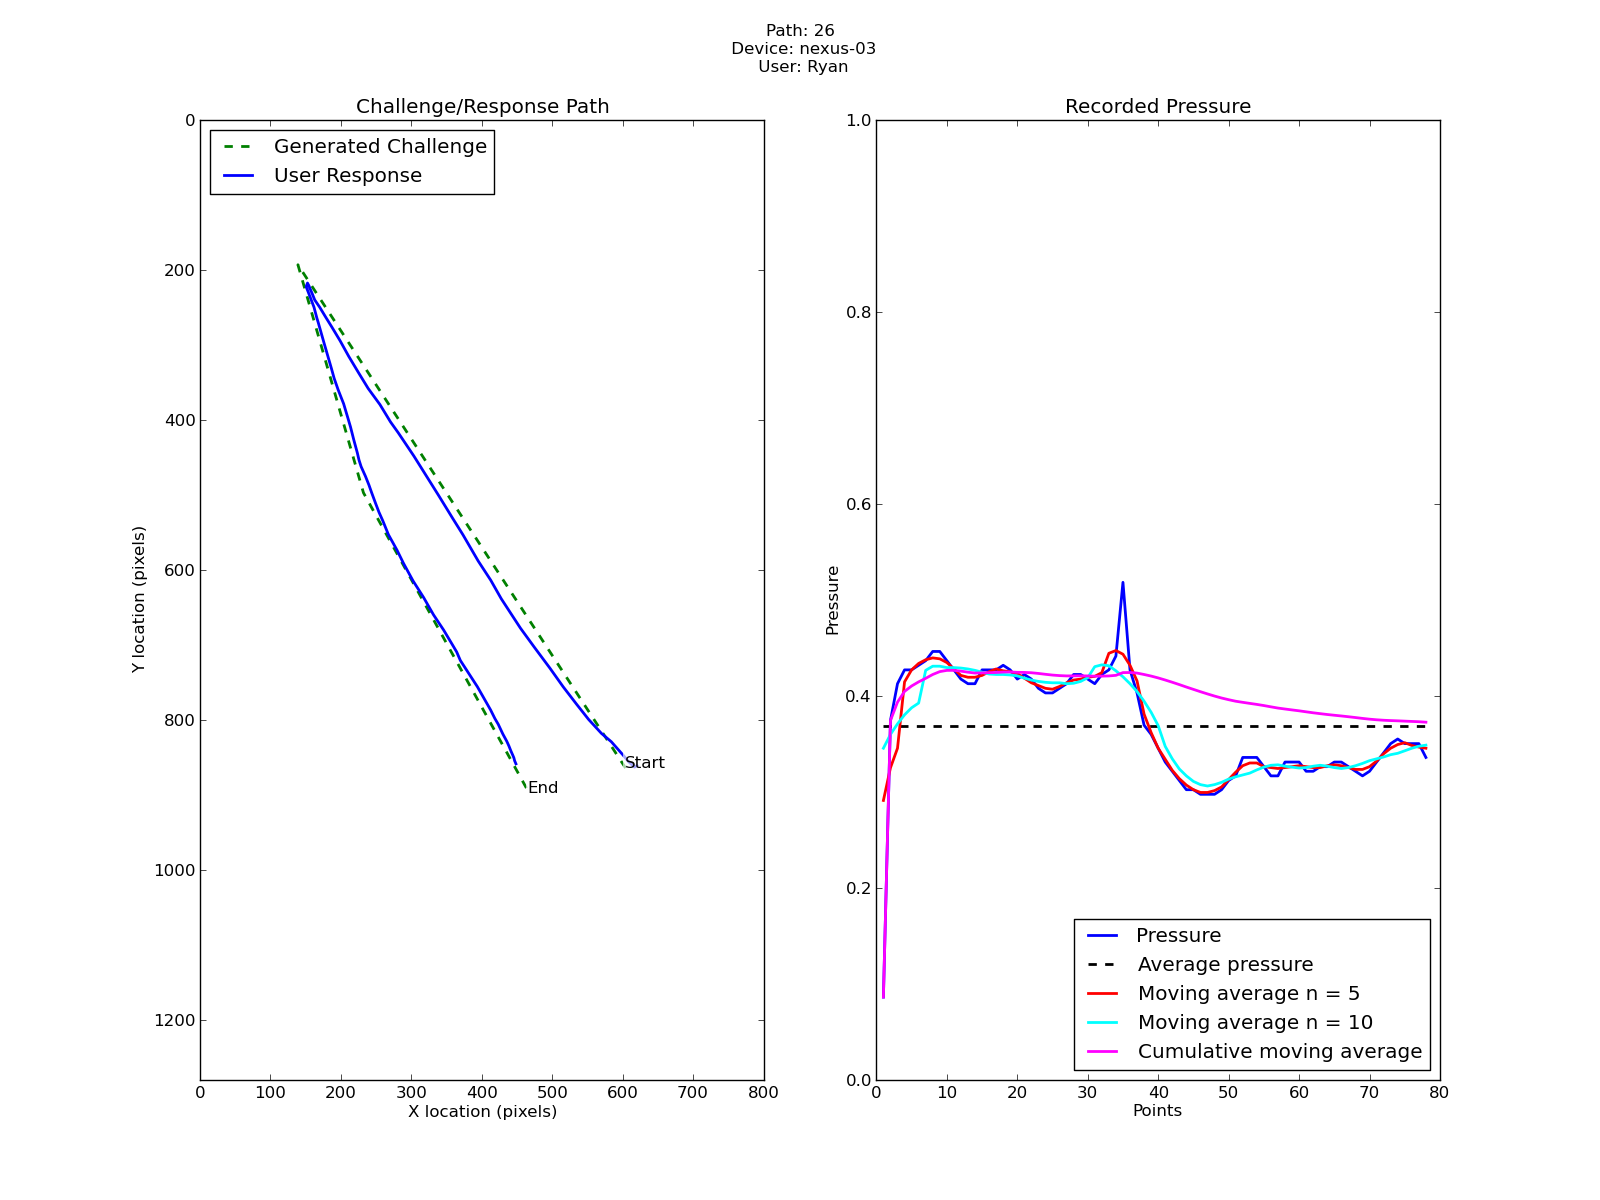 Path: 26
Device: nexus-03
User: Ryan
Challenge/Response Path
Generated Challenge
User Response
0
200
400
600
800
1000
1200
Y location (pixels)
Start
End
0 100 200 300 400 500 600 700 800
X location (pixels)
Recorded Pressure
1.0
0.8
0.6
0.4
0.2
0.0
Pressure
Pressure
Average pressure
Moving average n = 5
Moving average n = 10
Cumulative moving average
0 10 20 30 40 50 60 70 80
Points